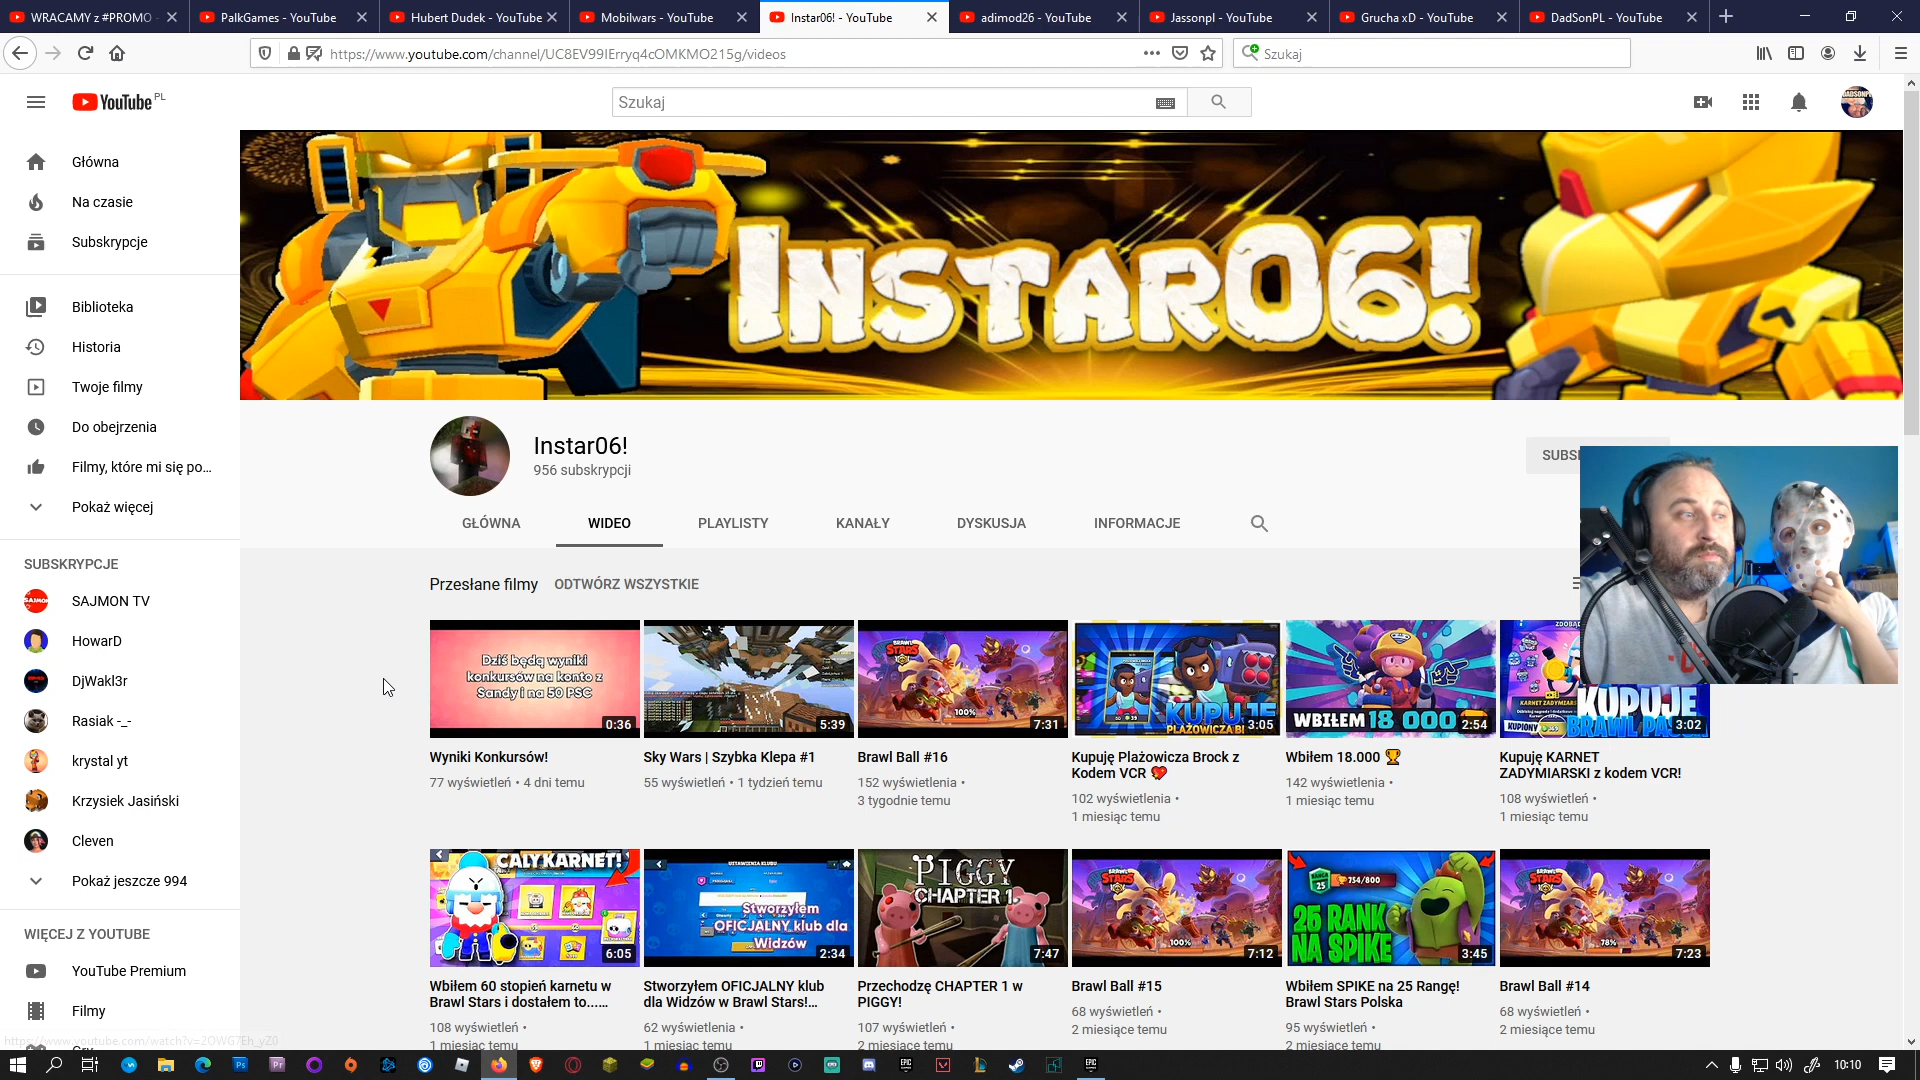 WRACAMY z #PROMO -
PalkGames - YouTube
Hubert Dudek - YouTube
Mobilwars - YouTube
Instar06! - YouTube
adimod26 - YouTube
Jassonpl - YouTube
Grucha xD - YouTube
DadSonPL - YouTube
https://www.youtube.com/channel/UC8EV99IErryq4cOMKMO215g/videos
Szukaj
YouTube PL
Szukaj
Główna
Na czasie
Subskrypcje
Biblioteka
Historia
Twoje filmy
Do obejrzenia
Filmy, które mi się po...
Pokaż więcej
SUBSKRYPCJE
SAJMON TV
HowarD
DjWakl3r
Rasiak -_-
krystal yt
Krzysiek Jasiński
Cleven
Pokaż jeszcze 994
WIĘCEJ Z YOUTUBE
YouTube Premium
Filmy
INSTAR06!
Instar06!
956 subskrypcji
GŁÓWNA
WIDEO
PLAYLISTY
KANAŁY
DYSKUSJA
INFORMACJE
Przesłane filmy
ODTWÓRZ WSZYSTKIE
Dziś będą wyniki
konkursów na konto z
Sandy i na 50 PSC
0:36
Wyniki Konkursów!
77 wyświetleń • 4 dni temu
5:39
Sky Wars | Szybka Klepa #1
55 wyświetleń • 1 tydzień temu
BRAWL
STARS
100%
7:31
Brawl Ball #16
152 wyświetlenia •
3 tygodnie temu
KUPUJE
PLAŻOWICZA B
3:05
Kupuję Plażowicza Brock z
Kodem VCR 💖
102 wyświetlenia •
1 miesiąc temu
WBIŁEM 18 000
2:54
Wbiłem 18.000 🏆
142 wyświetlenia •
1 miesiąc temu
KUPUJĘ
BRAWL PA
3:02
Kupuję KARNET
ZADYMIARSKI z kodem VCR!
108 wyświetleń •
1 miesiąc temu
CAŁY KARNET!
6:05
Wbiłem 60 stopień karnetu w
Brawl Stars i dostałem to......
108 wyświetleń •
1 miesiąc temu
USTAWIENIA KLUBU
Stworzyłem
OFICJALNY klub dla
Widzów
2:34
Stworzyłem OFICJALNY klub
dla Widzów w Brawl Stars!...
62 wyświetlenia •
1 miesiąc temu
PIGGY
CHAPTER 1
7:47
Przechodzę CHAPTER 1 w
PIGGY!
107 wyświetleń •
2 miesiące temu
BRAWL
STARS
100%
7:12
Brawl Ball #15
68 wyświetleń •
2 miesiące temu
RANGA
25
754/800
25 RANK
NA SPIKE
3:45
Wbiłem SPIKE na 25 Rangę!
Brawl Stars Polska
95 wyświetleń •
2 miesiące temu
BRAWL
STARS
78%
7:23
Brawl Ball #14
68 wyświetleń •
2 miesiące temu
10:10